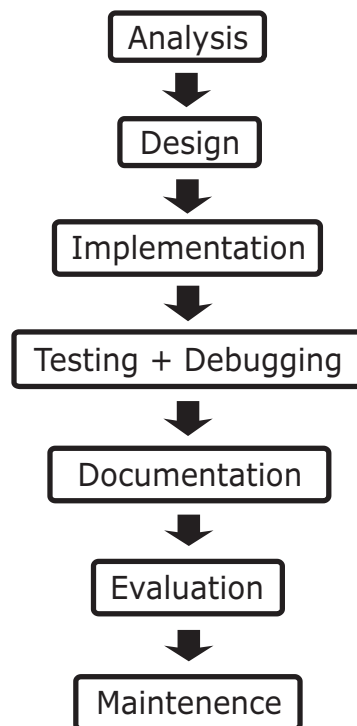 Analysis
Design
Implementation
Testing + Debugging
Documentation
Evaluation
Maintenence